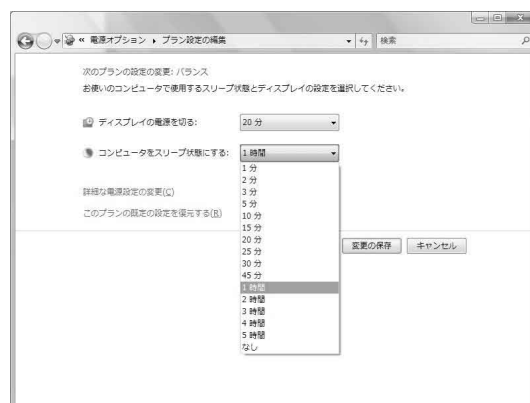 « 電源オプション ▸ プラン設定の編集
検索
次のプランの設定の変更: バランス
お使いのコンピュータで使用するスリープ状態とディスプレイの設定を選択してください。
ディスプレイの電源を切る: 20 分
コンピュータをスリープ状態にする: 1 時間
1 分
2 分
3 分
5 分
10 分
15 分
20 分
25 分
30 分
45 分
1 時間
2 時間
3 時間
4 時間
5 時間
なし
詳細な電源設定の変更(C)
このプランの既定の設定を復元する(R)
変更の保存 キャンセル